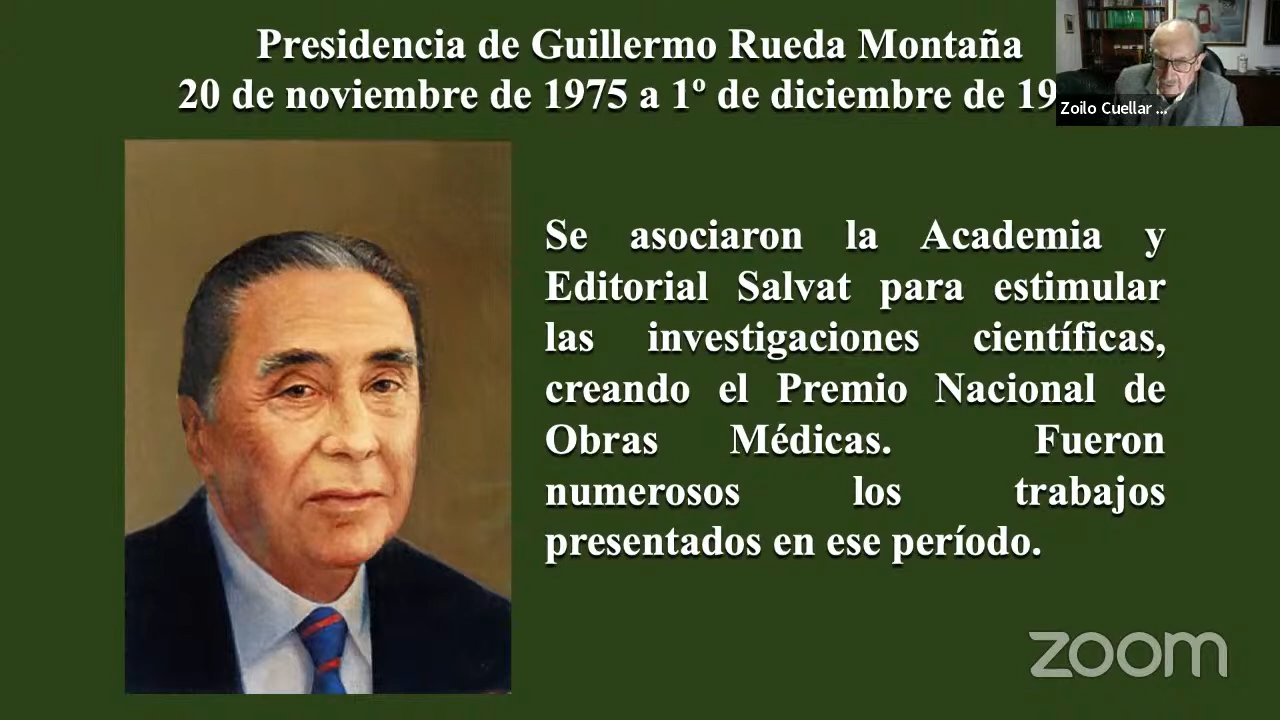 Presidencia de Guillermo Rueda Montaña
20 de noviembre de 1975 a 1º de diciembre de 19
Zoilo Cuellar ...
Se asociaron la Academia y
Editorial Salvat para estimular
las investigaciones científicas,
creando el Premio Nacional de
Obras Médicas. Fueron
numerosos los trabajos
presentados en ese período.
zoom